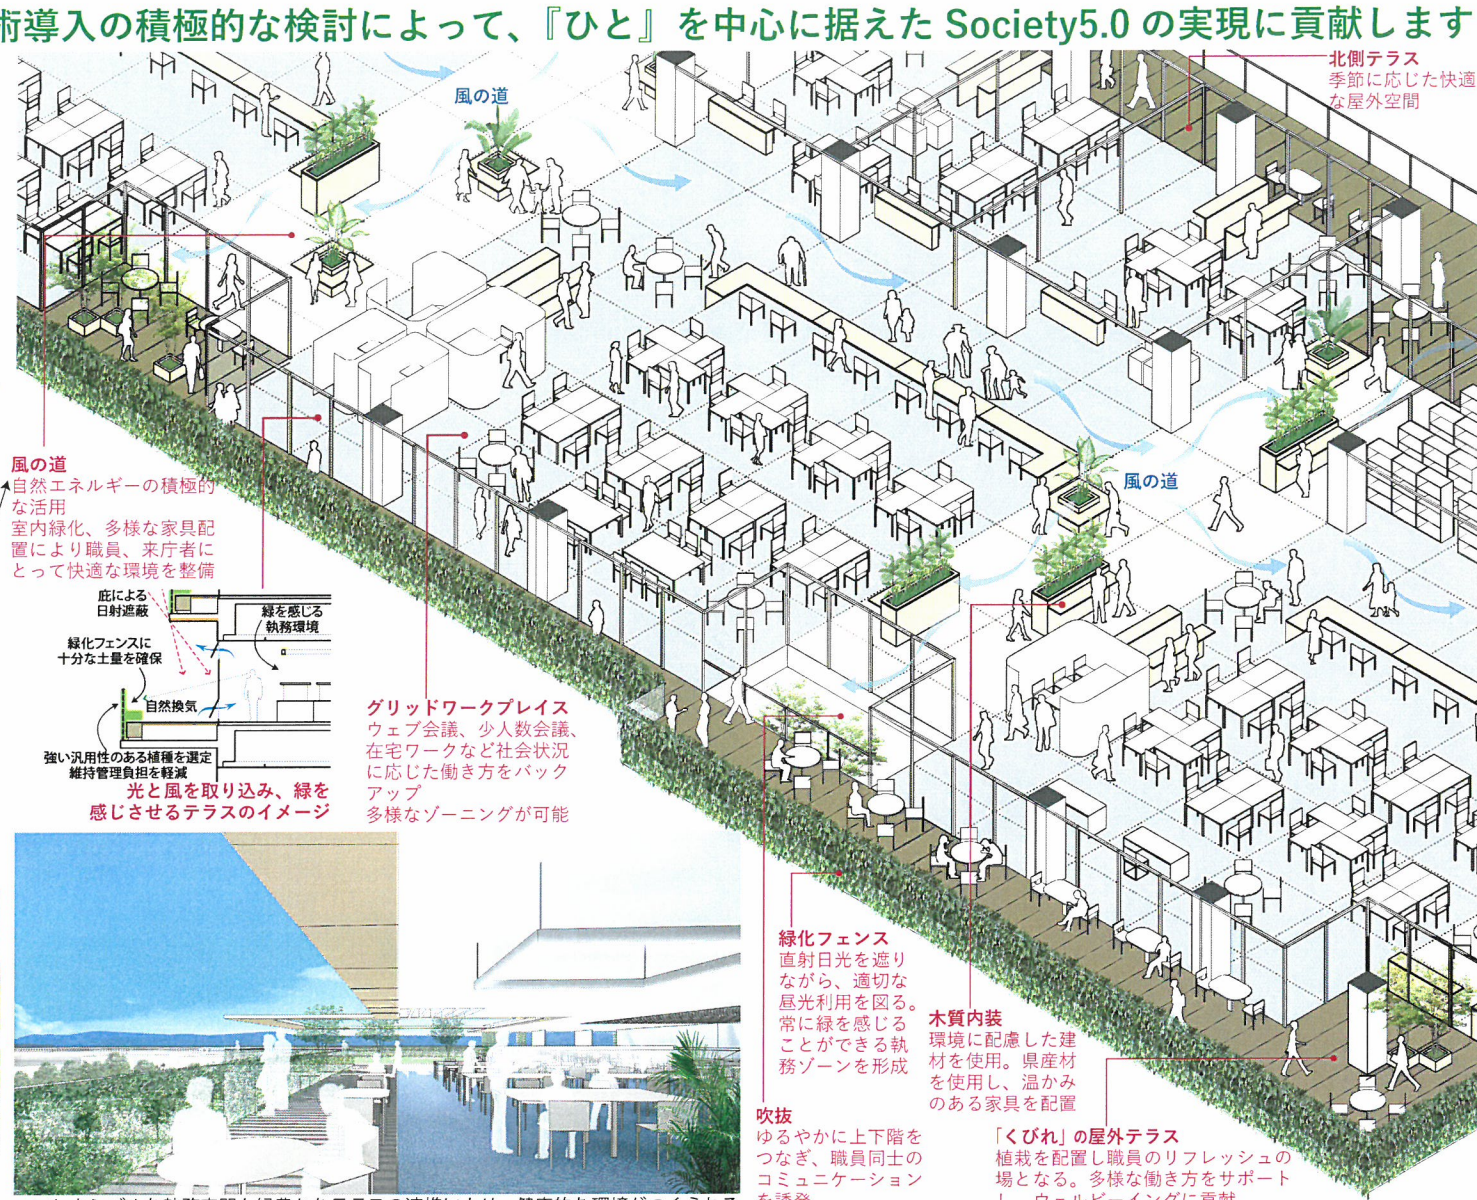 術導入の積極的な検討によって、『ひと』を中心に据えた Society5.0 の実現に貢献します
北側テラス
季節に応じた快適
な屋外空間
風の道
風の道
風の道
自然エネルギーの積極的
な活用
室内緑化、多様な家具配
置により職員、来庁者に
とって快適な環境を整備
庇による
日射遮蔽
緑を感じる
執務環境
緑化フェンスに
十分な土量を確保
自然換気
強い汎用性のある植種を選定
維持管理負担を軽減
光と風を取り込み、緑を
感じさせるテラスのイメージ
グリッドワークプレイス
ウェブ会議、少人数会議、
在宅ワークなど社会状況
に応じた働き方をバック
アップ
多様なゾーニングが可能
緑化フェンス
直射日光を遮り
ながら、適切な
昼光利用を図る。
常に緑を感じる
ことができる執
務ゾーンを形成
木質内装
環境に配慮した建
材を使用。県産材
を使用し、温かみ
のある家具を配置
吹抜
ゆるやかに上下階を
つなぎ、職員同士の
コミュニケーション
を誘発
「くびれ」の屋外テラス
植栽を配置し職員のリフレッシュの
場となる。多様な働き方をサポート
し、ウェルビーイングに貢献